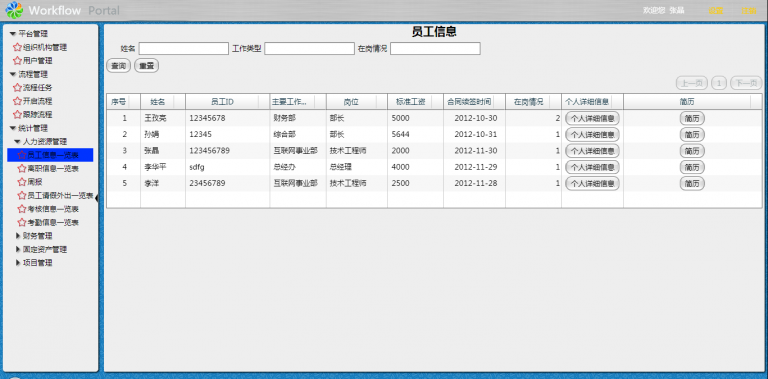 Workflow Portal
欢迎您 张晶
平台管理
组织机构管理
用户管理
流程管理
流程任务
开启流程
跟踪流程
统计管理
人力资源管理
员工信息一览表
离职信息一览表
周报
员工请假外出一览表
考核信息一览表
考勤信息一览表
财务管理
固定资产管理
项目管理
员工信息
姓名 工作类型 在岗情况
查询 重置
上一页 1 下一页
序号 姓名 员工ID 主要工作... 岗位 标准工资 合同续签时间 在岗情况 个人详细信息 简历
1 王孜英 12345678 财务部 部长 5000 2012-10-30 2 个人详细信息 简历
2 孙娟 12345 综合部 部长 5644 2012-10-31 1 个人详细信息 简历
3 张晶 123456789 互联网事业部 技术工程师 2000 2012-11-30 1 个人详细信息 简历
4 李华平 sdfg 总经办 总经理 4000 2012-11-29 1 个人详细信息 简历
5 李洋 23456789 互联网事业部 技术工程师 2500 2012-11-28 1 个人详细信息 简历